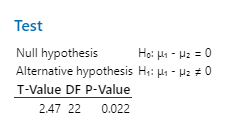 Test
Null hypothesis H₀: μ₁ - μ₂ = 0
Alternative hypothesis H₁: μ₁ - μ₂ ≠ 0
T-Value DF P-Value
2.47 22 0.022